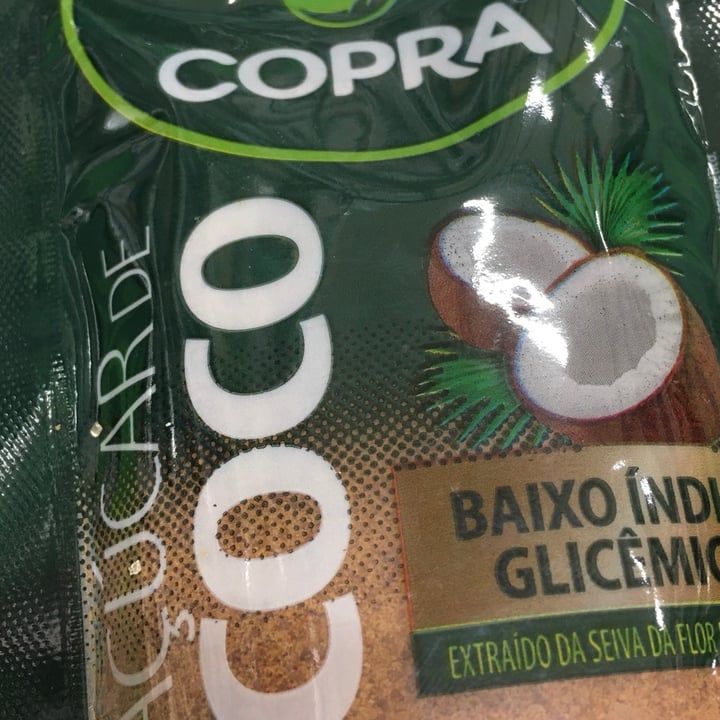 COPRA
AÇÚCAR DE
COCO
BAIXO ÍNDI
GLICÊMIC
EXTRAÍDO DA SEIVA DA FLOR